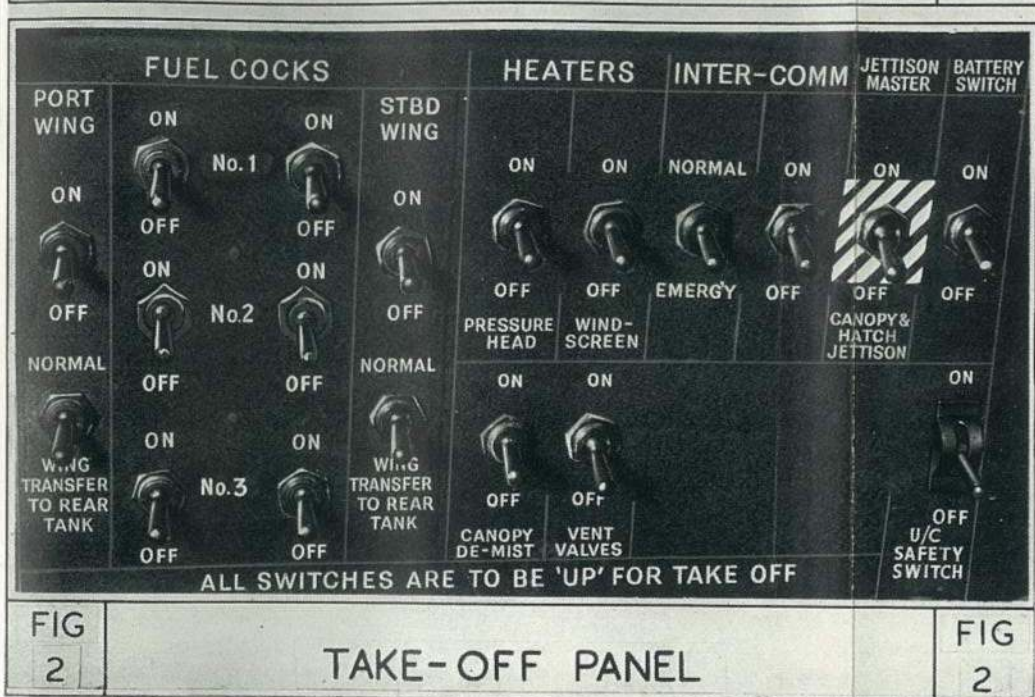 FUEL COCKS
PORT
WING
ON
OFF
NORMAL
WING
TRANSFER
TO REAR
TANK
ON
ON
No.1
OFF
OFF
ON
ON
No.2
OFF
OFF
ON
ON
No.3
OFF
OFF
STBD
WING
ON
OFF
NORMAL
WING
TRANSFER
TO REAR
TANK
HEATERS
ON
OFF
PRESSURE
HEAD
ON
OFF
WIND-
SCREEN
INTER-COMM
NORMAL
EMERG'Y
ON
OFF
JETTISON
MASTER
ON
OFF
CANOPY &
HATCH
JETTISON
BATTERY
SWITCH
ON
OFF
ON
OFF
CANOPY
DE-MIST
ON
OFF
VENT
VALVES
ON
OFF
U/C
SAFETY
SWITCH
ALL SWITCHES ARE TO BE 'UP' FOR TAKE OFF
FIG
2
TAKE-OFF PANEL
FIG
2